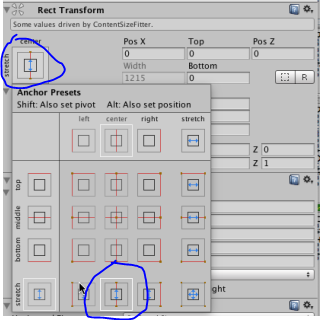 Rect Transform
Some values driven by ContentSizeFitter.
center
Pos X Top Pos Z
stretch
0 0 0
Width Bottom
1215 0
R
Anchor Presets
Shift: Also set pivot Alt: Also set position
left center right stretch
top
Z 0
Z 1
middle
bottom
stretch
ght